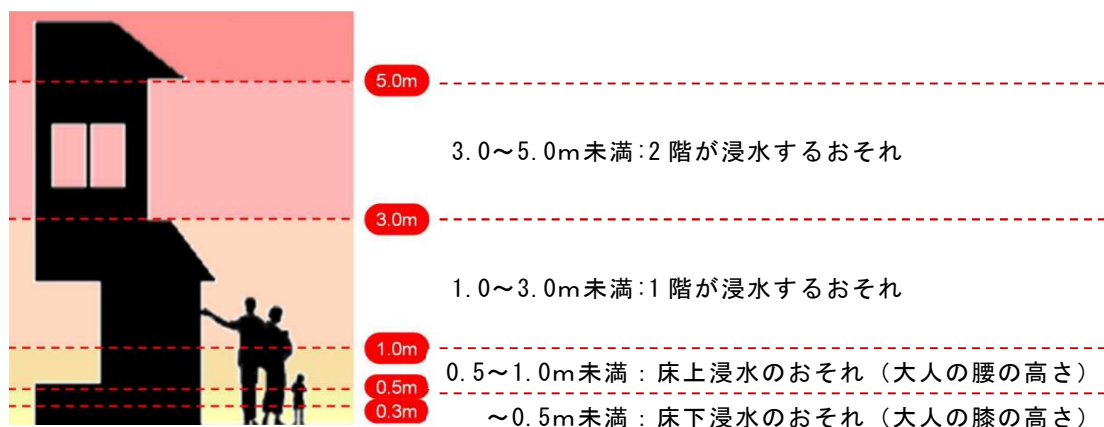 5.0m
3.0～5.0ｍ未満：2 階が浸水するおそれ
3.0m
1.0～3.0ｍ未満：1 階が浸水するおそれ
1.0m
0.5～1.0ｍ未満：床上浸水のおそれ（大人の腰の高さ）
0.5m
0.3m
～0.5ｍ未満：床下浸水のおそれ（大人の膝の高さ）